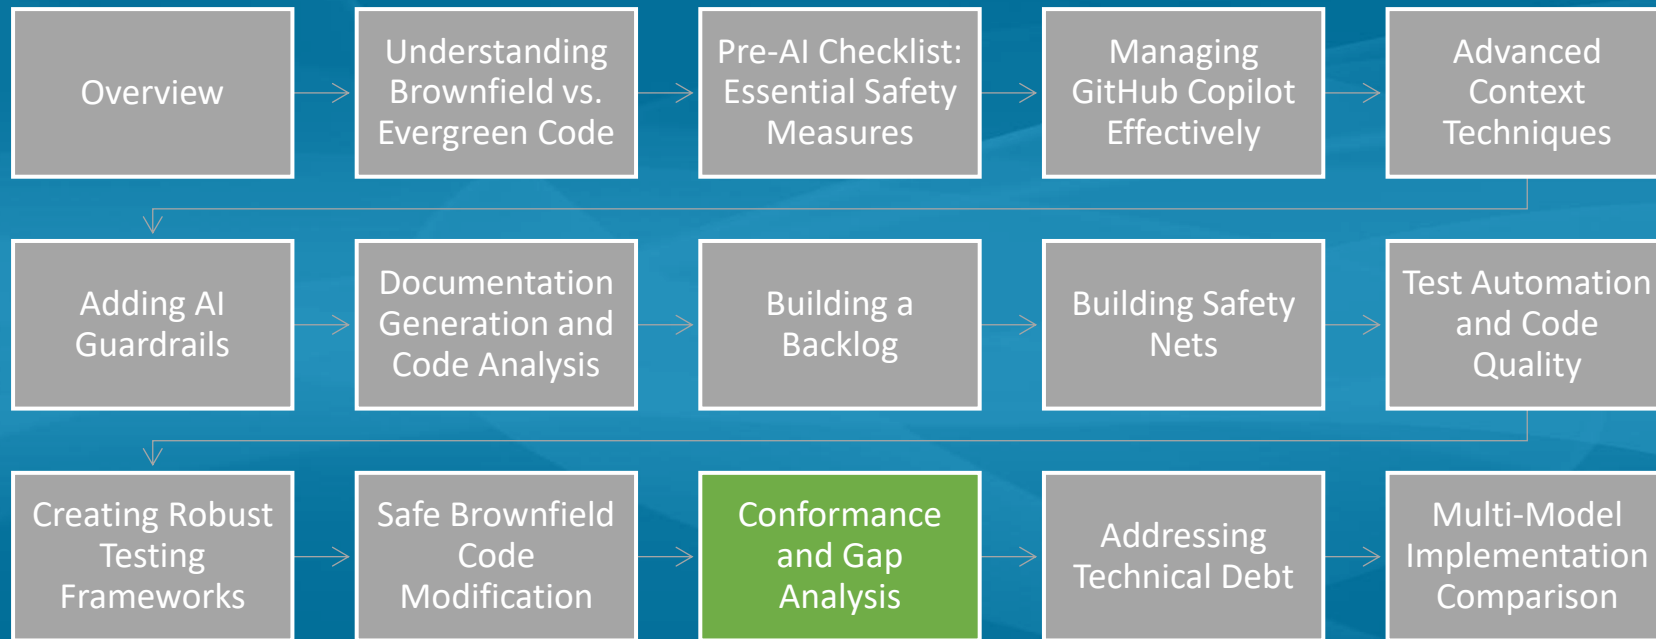 Overview
Understanding
Brownfield vs.
Evergreen Code
Pre-AI Checklist:
Essential Safety
Measures
Managing
GitHub Copilot
Effectively
Advanced
Context
Techniques
Adding AI
Guardrails
Documentation
Generation and
Code Analysis
Building a
Backlog
Building Safety
Nets
Test Automation
and Code
Quality
Creating Robust
Testing
Frameworks
Safe Brownfield
Code
Modification
Conformance
and Gap
Analysis
Addressing
Technical Debt
Multi-Model
Implementation
Comparison